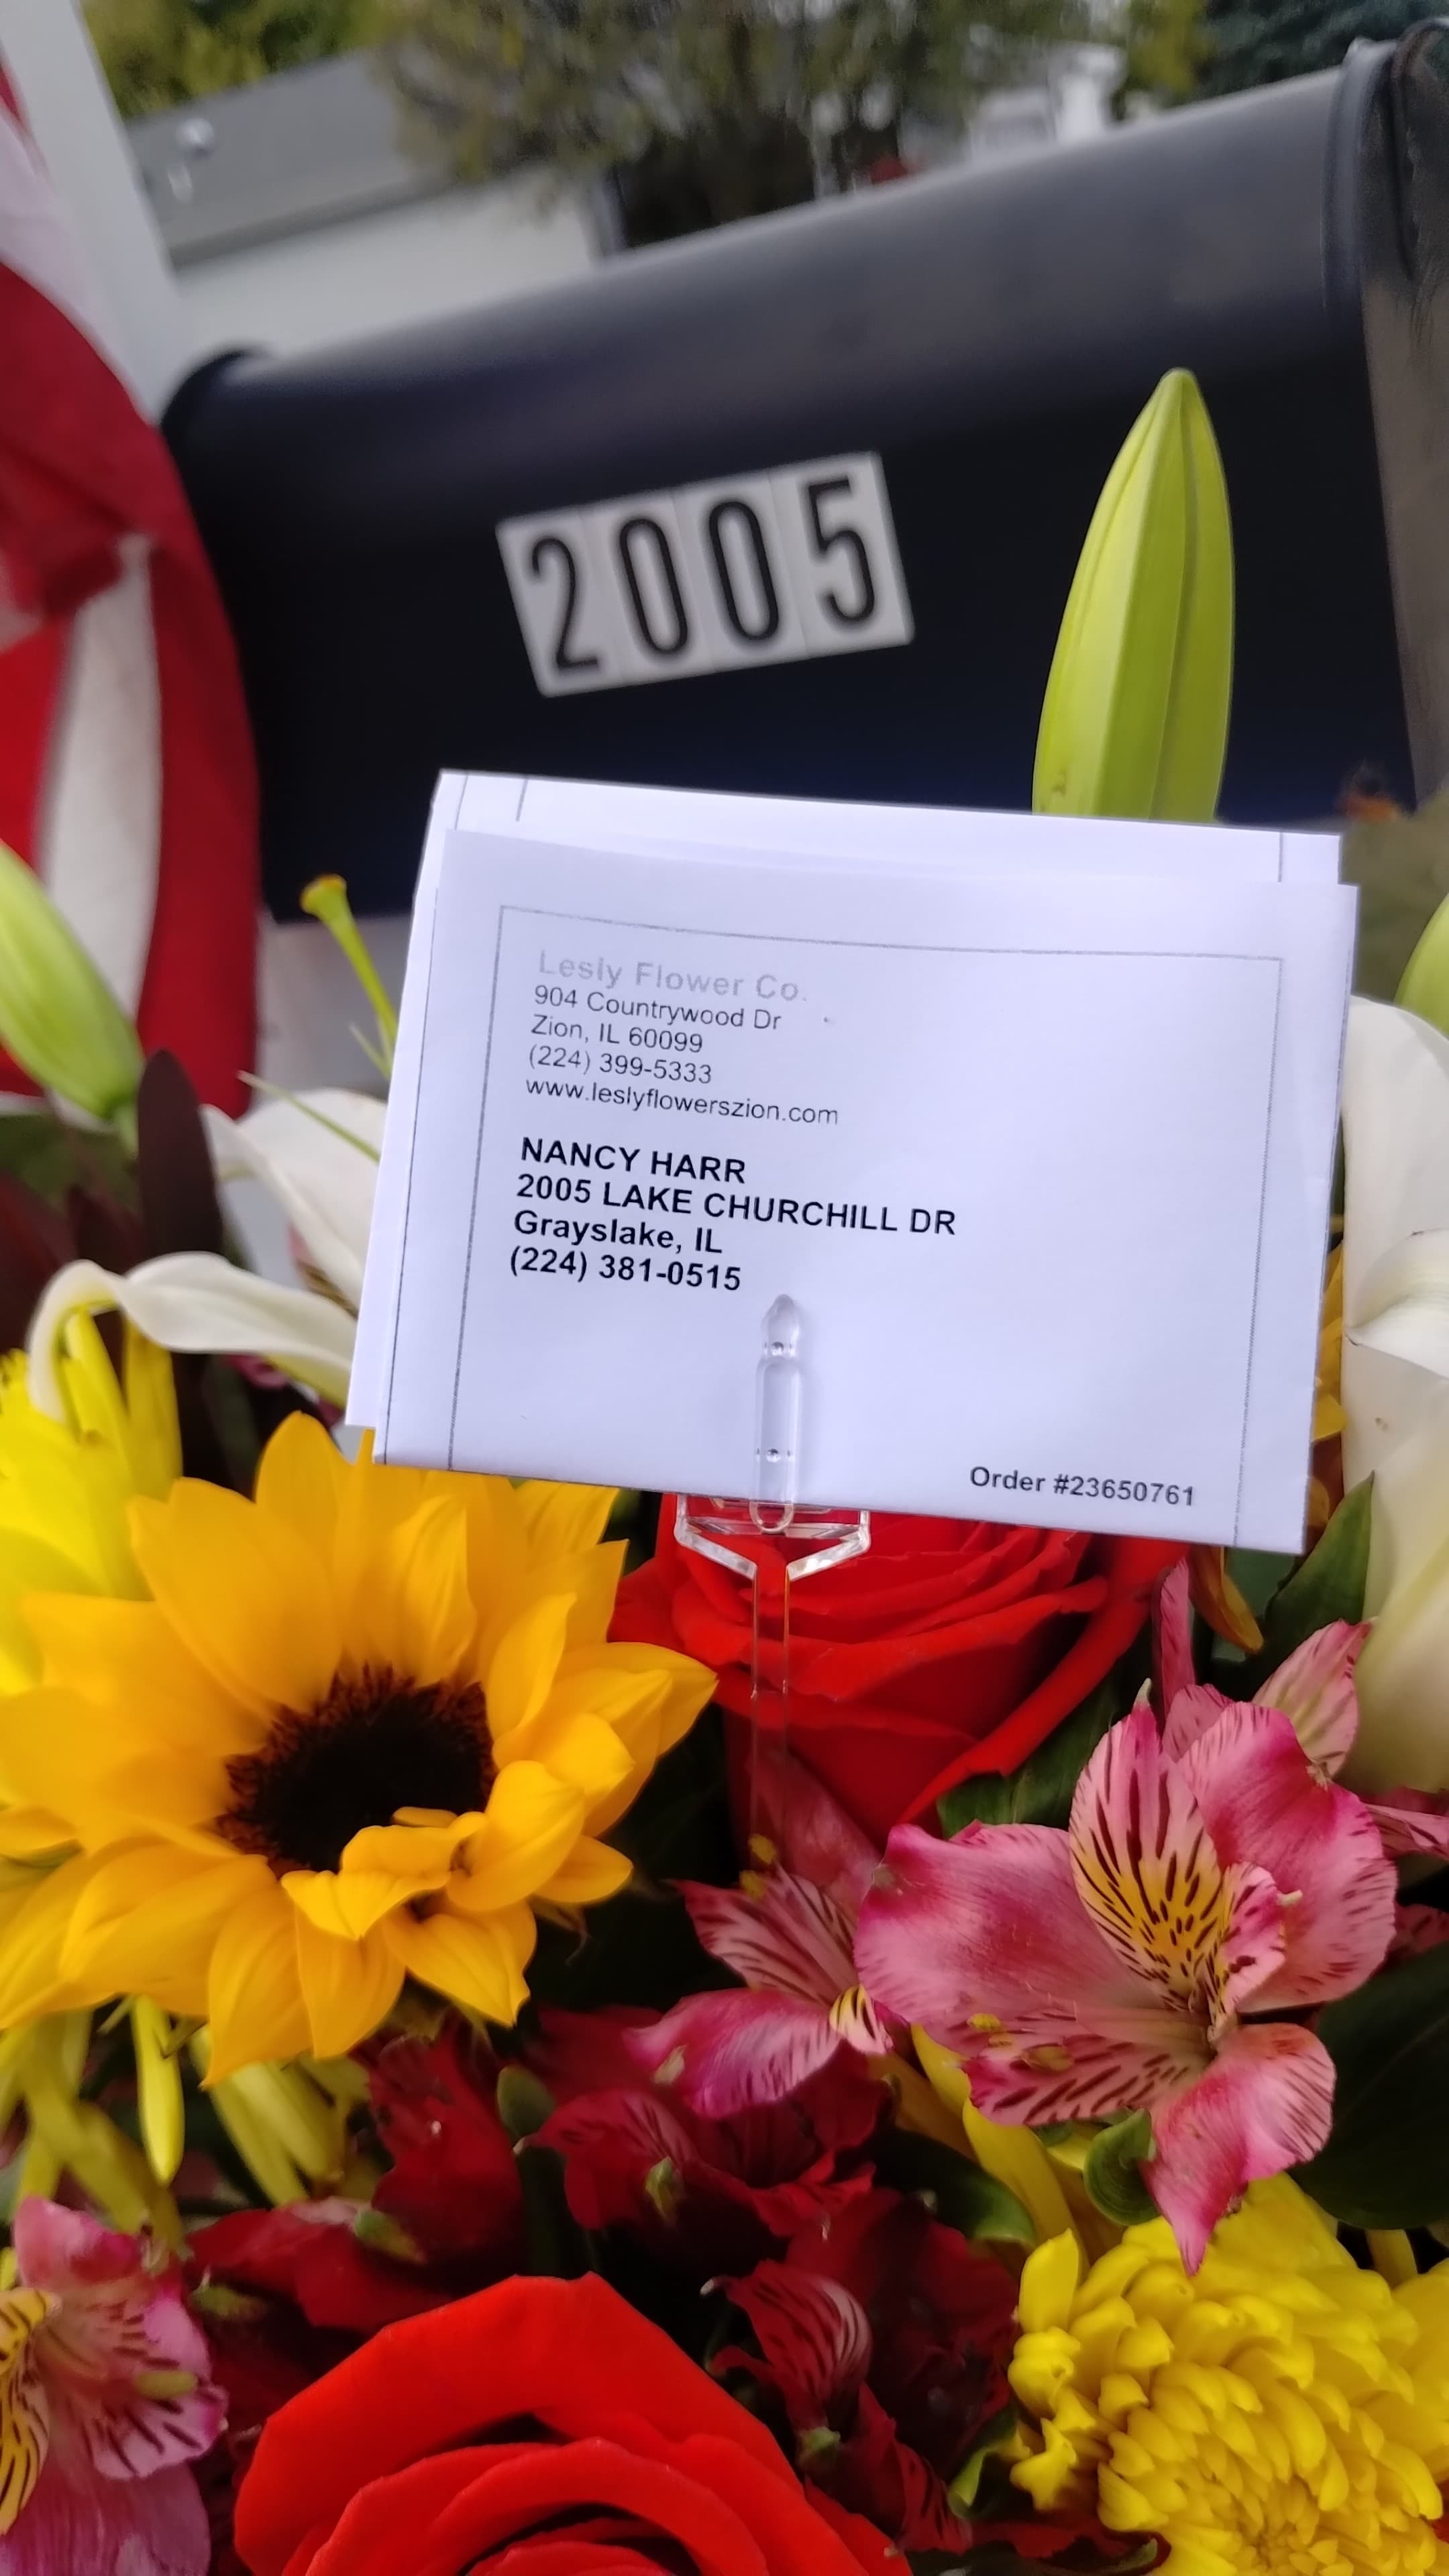 2005
Lesly Flower Co.
904 Countrywood Dr
Zion, IL 60099
(224) 399-5333
www.leslyflowerszion.com
NANCY HARR
2005 LAKE CHURCHILL DR
Grayslake, IL
(224) 381-0515
Order #23650761